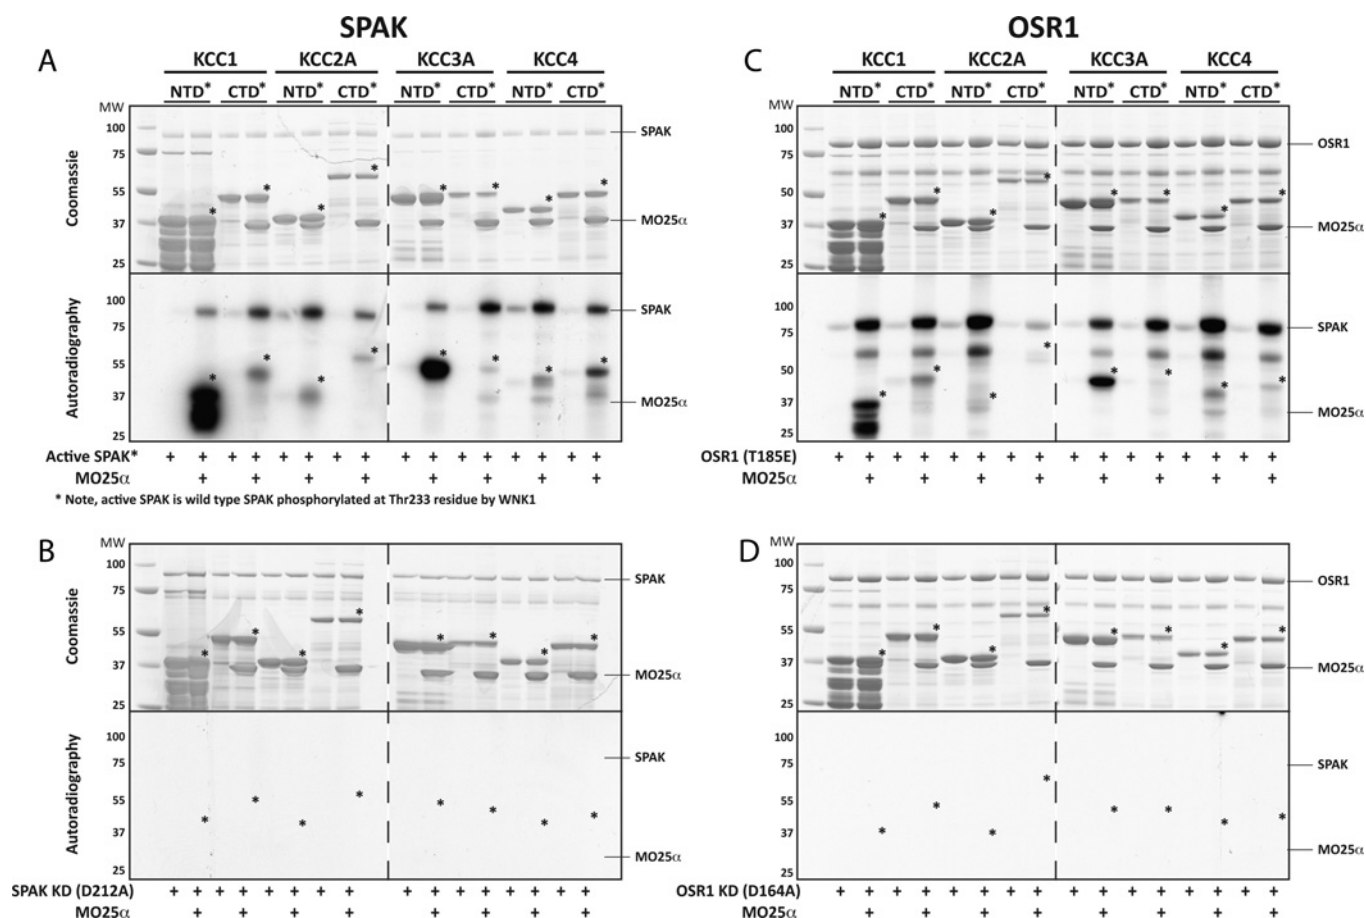 SPAK
OSR1
A
KCC1 KCC2A KCC3A KCC4
NTD* CTD* NTD* CTD* NTD* CTD* NTD* CTD*
MW
100
75
55
37
25
Coomassie
SPAK
MO25α
* * * * * * * *
100
75
55
37
25
Autoradiography
SPAK
MO25α
* * * * * * * *
Active SPAK* + + + + + + + + + + + + + + + +
MO25α + + + + + + + +
* Note, active SPAK is wild type SPAK phosphorylated at Thr233 residue by WNK1
B
MW
100
75
55
37
25
Coomassie
SPAK
MO25α
* * * * * * * *
100
75
55
37
25
Autoradiography
SPAK
MO25α
* * * * * * * *
SPAK KD (D212A) + + + + + + + + + + + + + + + +
MO25α + + + + + + + +
C
KCC1 KCC2A KCC3A KCC4
NTD* CTD* NTD* CTD* NTD* CTD* NTD* CTD*
MW
100
75
50
37
25
OSR1
MO25α
* * * * * * * *
100
75
50
37
25
SPAK
MO25α
* * * * * * * *
OSR1 (T185E) + + + + + + + + + + + + + + + +
MO25α + + + + + + + +
D
MW
100
75
55
37
25
OSR1
MO25α
* * * * * * * *
100
75
55
37
25
SPAK
MO25α
* * * * * * * *
OSR1 KD (D164A) + + + + + + + + + + + + + + + +
MO25α + + + + + + + +